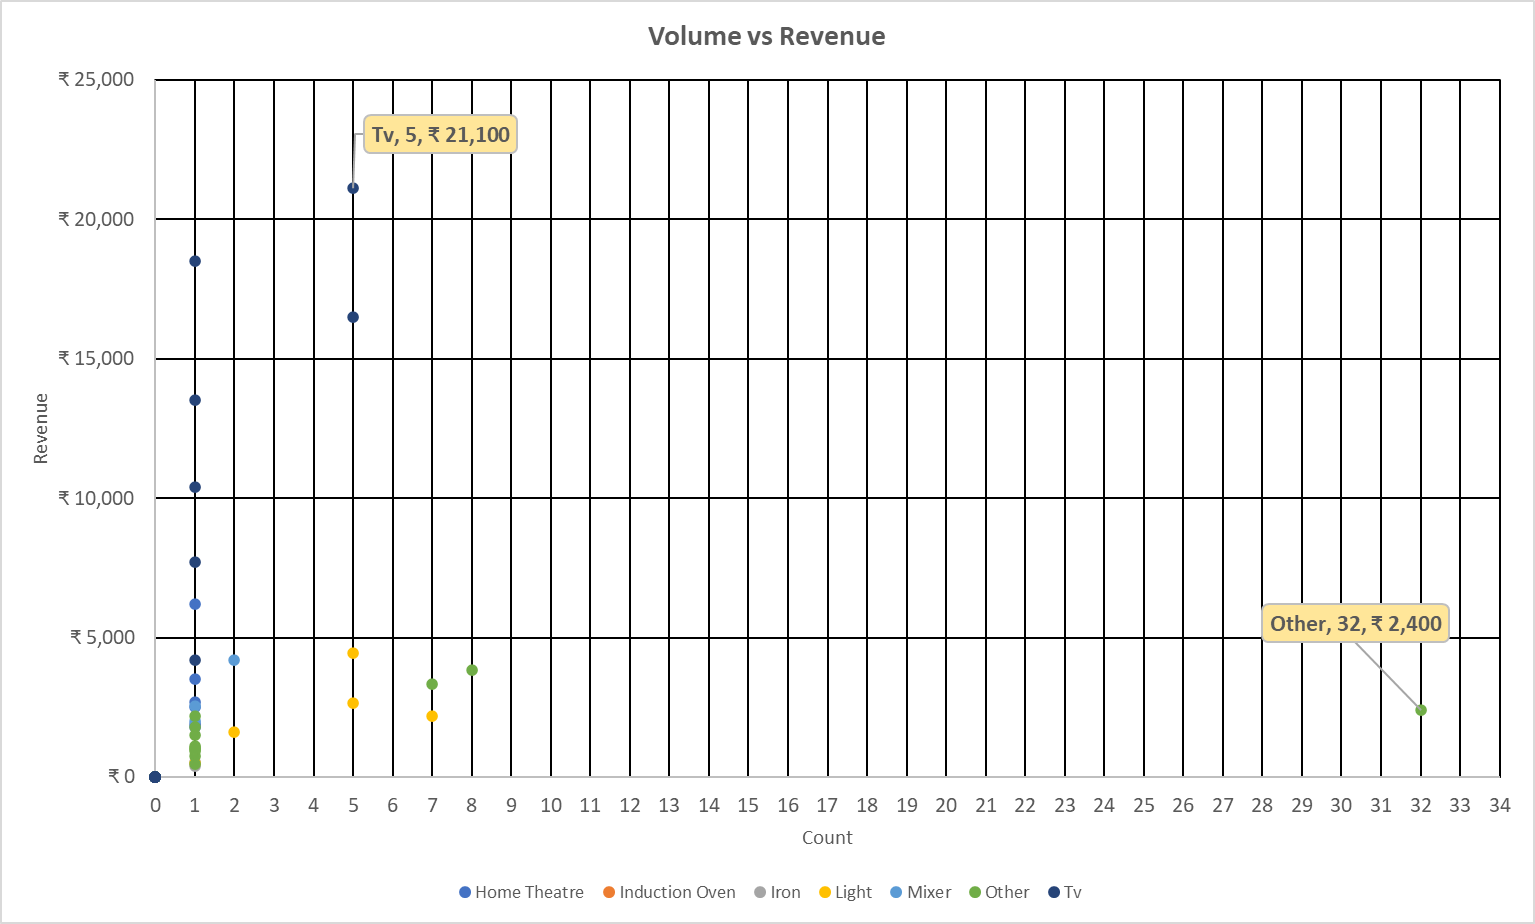 Volume vs Revenue
₹ 25,000
Tv, 5, ₹ 21,100
₹ 20,000
₹ 15,000
Revenue
₹ 10,000
₹ 5,000
Other, 32, ₹ 2,400
₹ 0
0 1 2 3 4 5 6 7 8 9 10 11 12 13 14 15 16 17 18 19 20 21 22 23 24 25 26 27 28 29 30 31 32 33 34
Count
Home Theatre Induction Oven Iron Light Mixer Other Tv